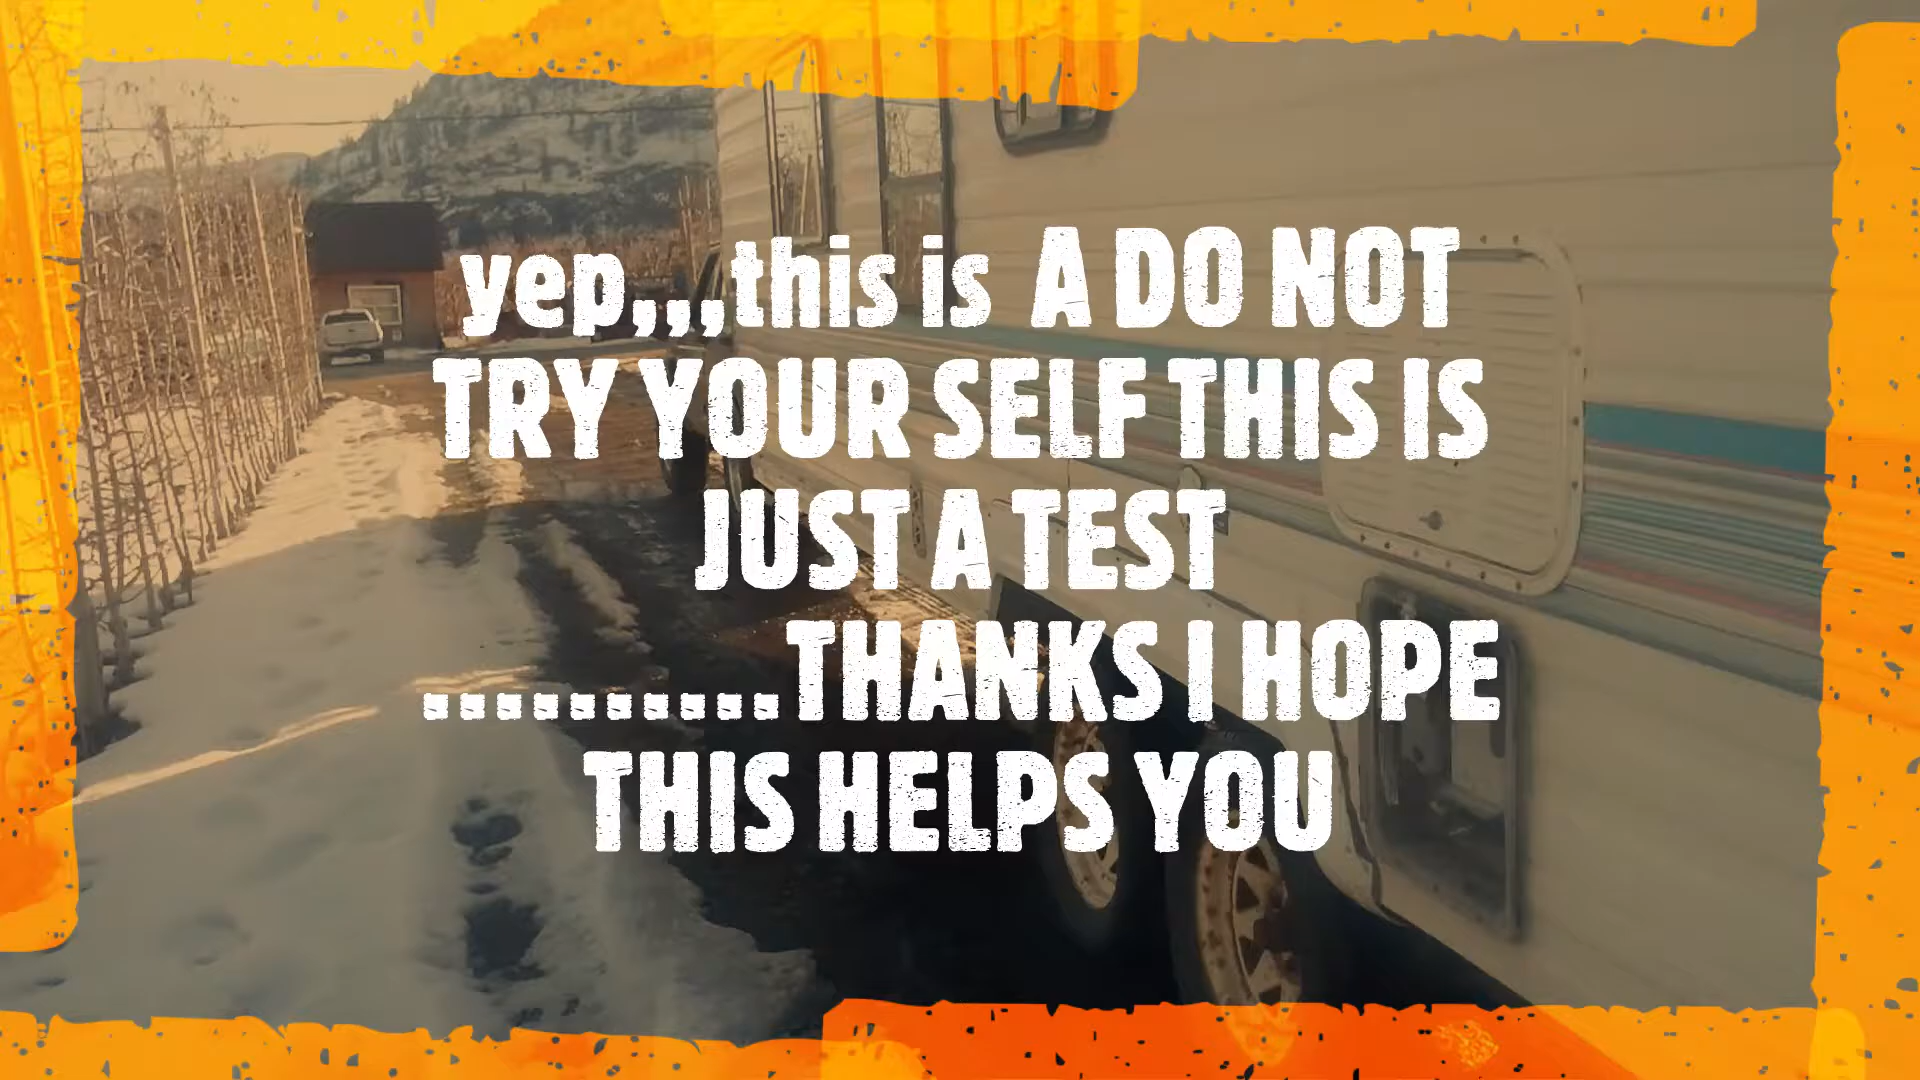 yep,,,this is A DO NOT
TRY YOUR SELF THIS IS
JUST A TEST
..........THANKS I HOPE
THIS HELPS YOU